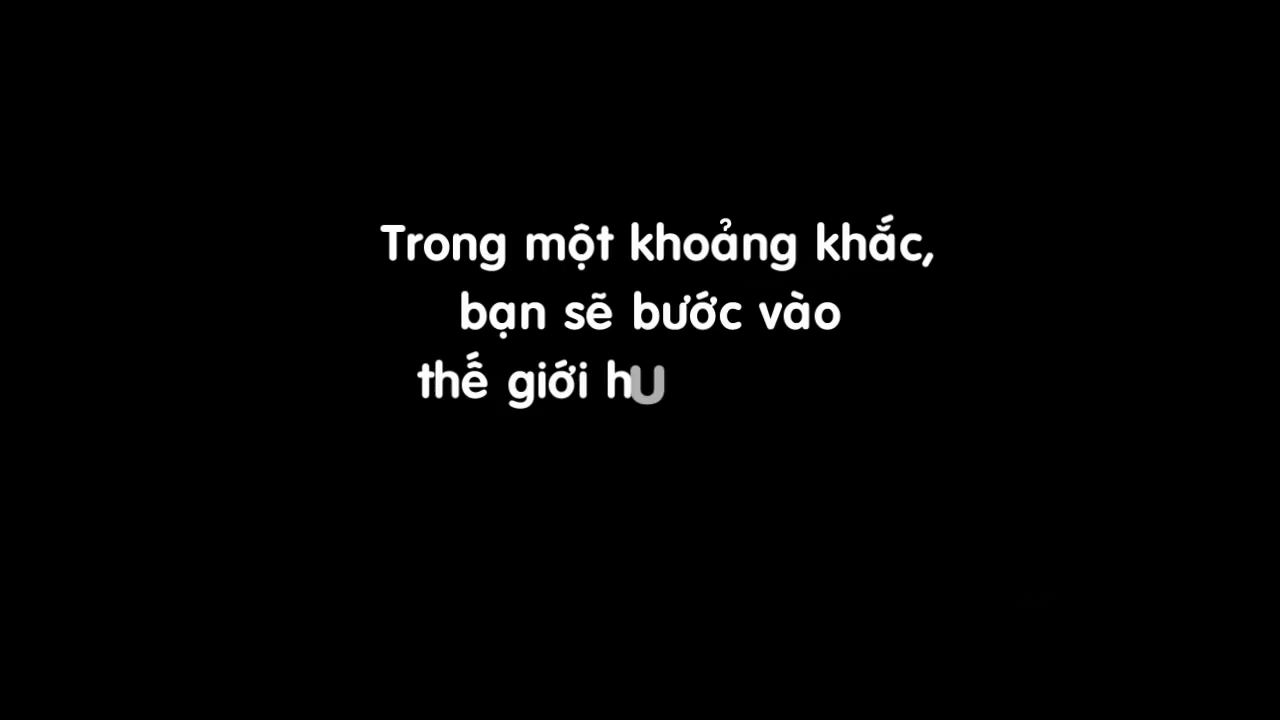 Trong một khoảng khắc,
bạn sẽ bước vào
thế giới hu